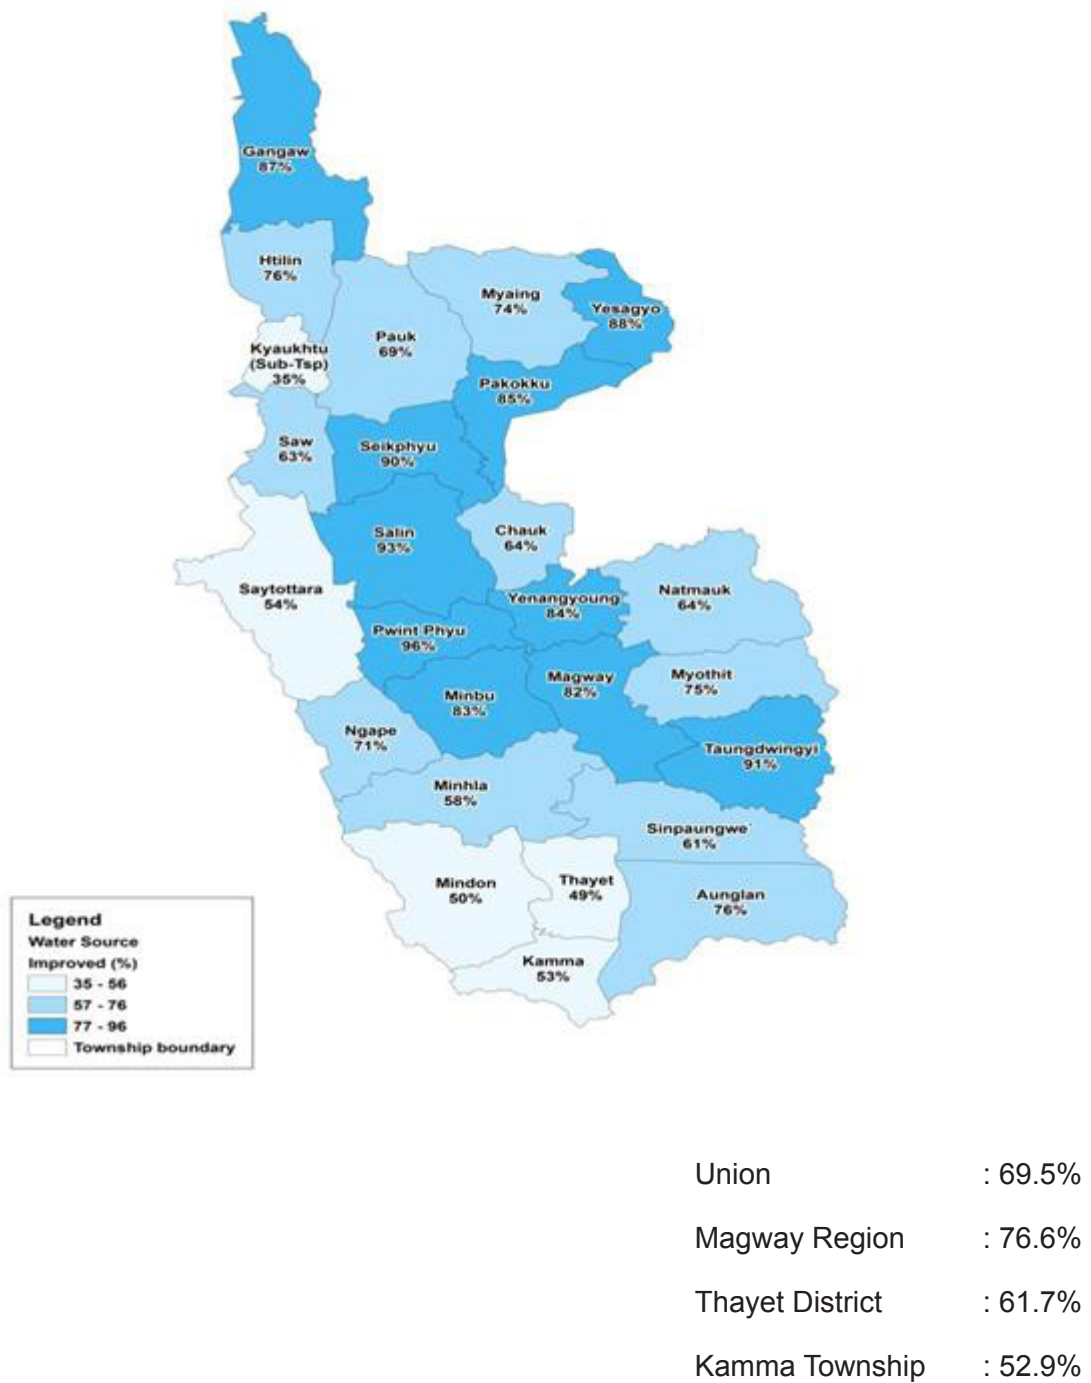 Gangaw
87%
Htilin
76%
Myaing
74%
Yesagyo
88%
Pauk
69%
Kyaukhtu
(Sub-Tsp)
35%
Pakokku
85%
Saw
63%
Seikphyu
90%
Salin
93%
Chauk
64%
Saytottara
54%
Yenangyoung
84%
Natmauk
64%
Pwint Phyu
96%
Magway
82%
Myothit
75%
Minbu
83%
Ngape
71%
Taungdwingyi
91%
Minhla
58%
Sinpaungwe`
61%
Mindon
50%
Thayet
49%
Aunglan
76%
Kamma
53%
Legend
Water Source
Improved (%)
35 - 56
57 - 76
77 - 96
Township boundary
Union : 69.5%
Magway Region : 76.6%
Thayet District : 61.7%
Kamma Township : 52.9%